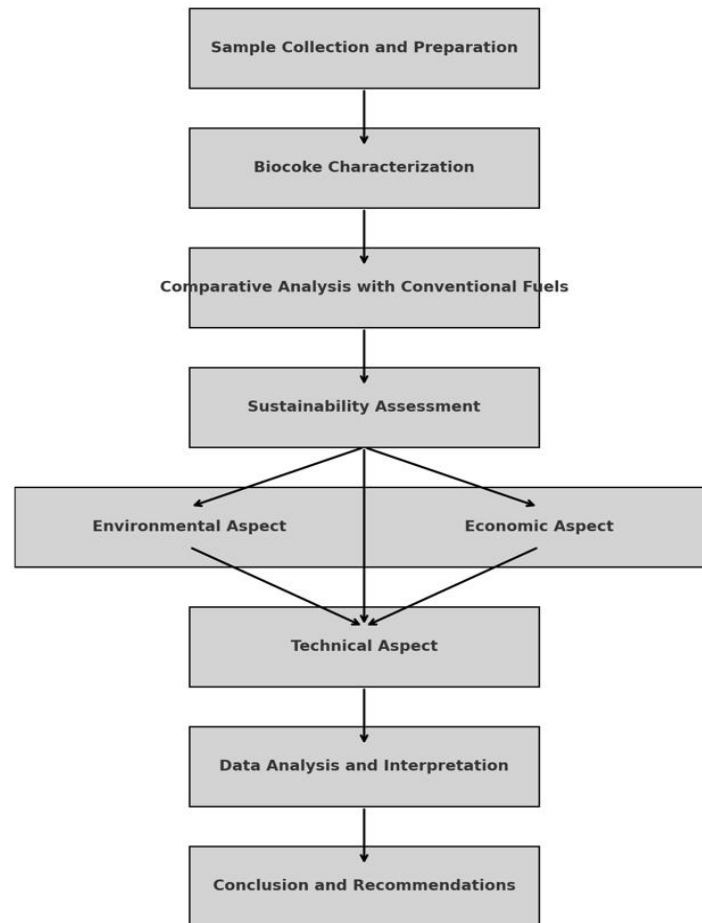 Sample Collection and Preparation
Biocoke Characterization
Comparative Analysis with Conventional Fuels
Sustainability Assessment
Environmental Aspect
Economic Aspect
Technical Aspect
Data Analysis and Interpretation
Conclusion and Recommendations